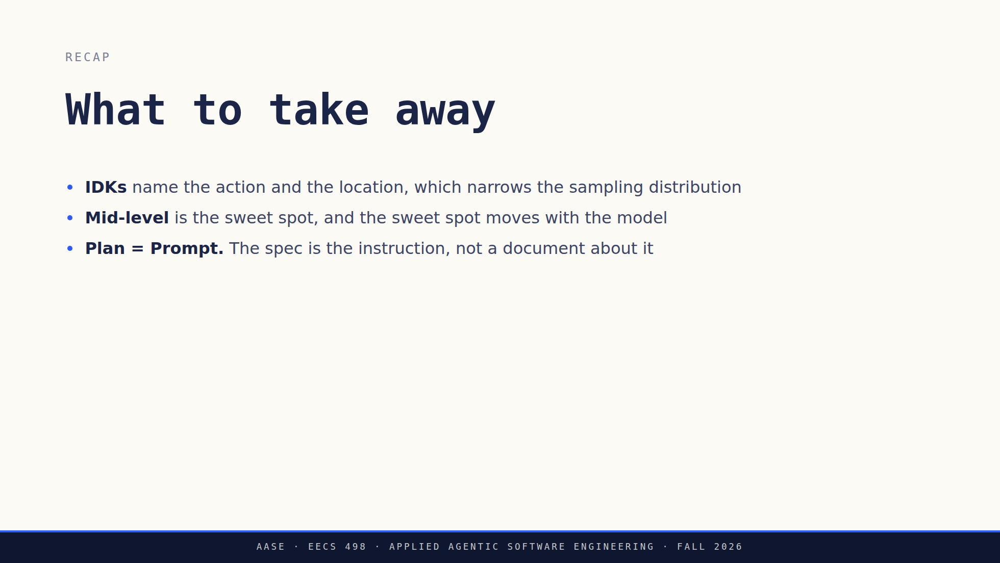 RECAP
What to take away
• IDKs name the action and the location, which narrows the sampling distribution
• Mid-level is the sweet spot, and the sweet spot moves with the model
• Plan = Prompt. The spec is the instruction, not a document about it
AASE · EECS 498 · APPLIED AGENTIC SOFTWARE ENGINEERING · FALL 2026